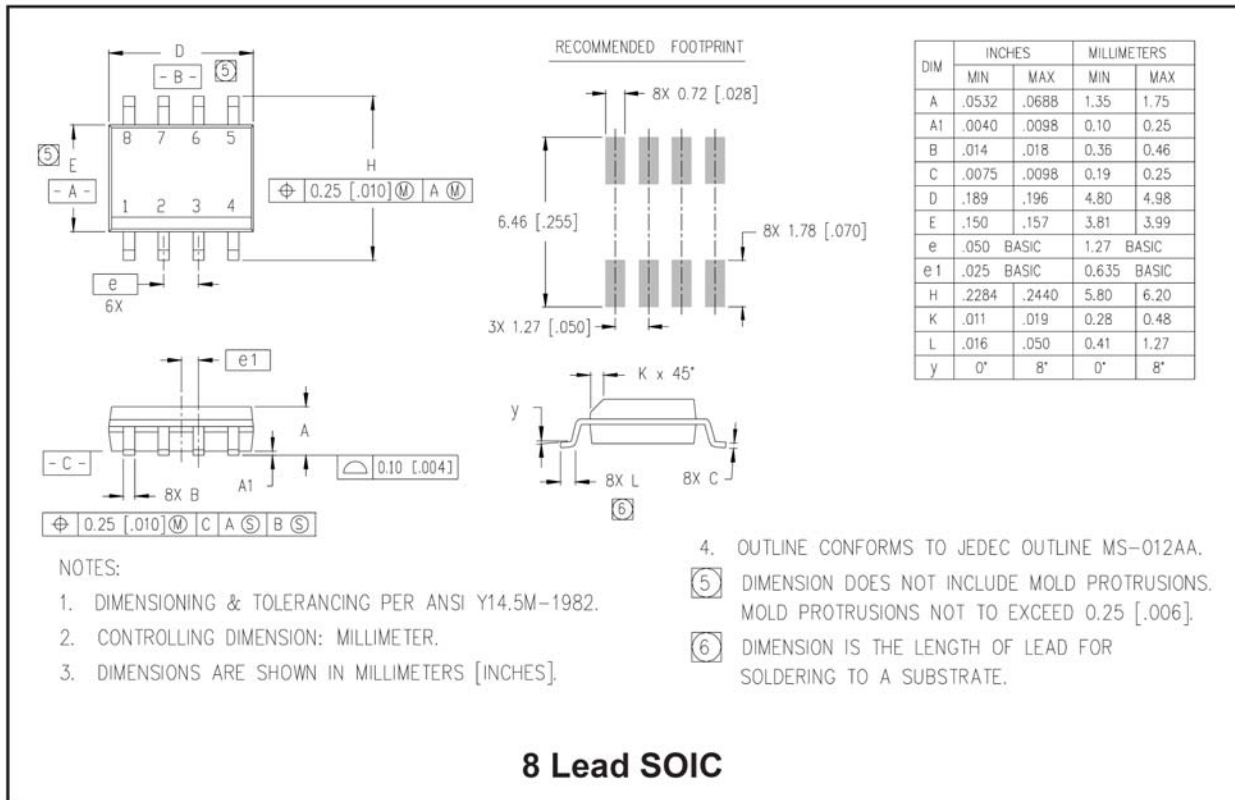 D
- B -
5
8 7 6 5
5
E
- A -
H
⌖ 0.25 [.010] Ⓜ A Ⓜ
1 2 3 4
e
6X
RECOMMENDED FOOTPRINT
8X 0.72 [.028]
6.46 [.255]
8X 1.78 [.070]
3X 1.27 [.050]
DIM INCHES MILLIMETERS
MIN MAX MIN MAX
A .0532 .0688 1.35 1.75
A1 .0040 .0098 0.10 0.25
B .014 .018 0.36 0.46
C .0075 .0098 0.19 0.25
D .189 .196 4.80 4.98
E .150 .157 3.81 3.99
e .050 BASIC 1.27 BASIC
e1 .025 BASIC 0.635 BASIC
H .2284 .2440 5.80 6.20
K .011 .019 0.28 0.48
L .016 .050 0.41 1.27
y 0° 8° 0° 8°
e1
A
- C -
8X B
A1
⌓ 0.10 [.004]
⌖ 0.25 [.010] Ⓜ C A Ⓢ B Ⓢ
K x 45°
y
8X L
6
8X C
NOTES:
1. DIMENSIONING & TOLERANCING PER ANSI Y14.5M-1982.
2. CONTROLLING DIMENSION: MILLIMETER.
3. DIMENSIONS ARE SHOWN IN MILLIMETERS [INCHES].
4. OUTLINE CONFORMS TO JEDEC OUTLINE MS-012AA.
5 DIMENSION DOES NOT INCLUDE MOLD PROTRUSIONS.
MOLD PROTRUSIONS NOT TO EXCEED 0.25 [.006].
6 DIMENSION IS THE LENGTH OF LEAD FOR
SOLDERING TO A SUBSTRATE.
8 Lead SOIC